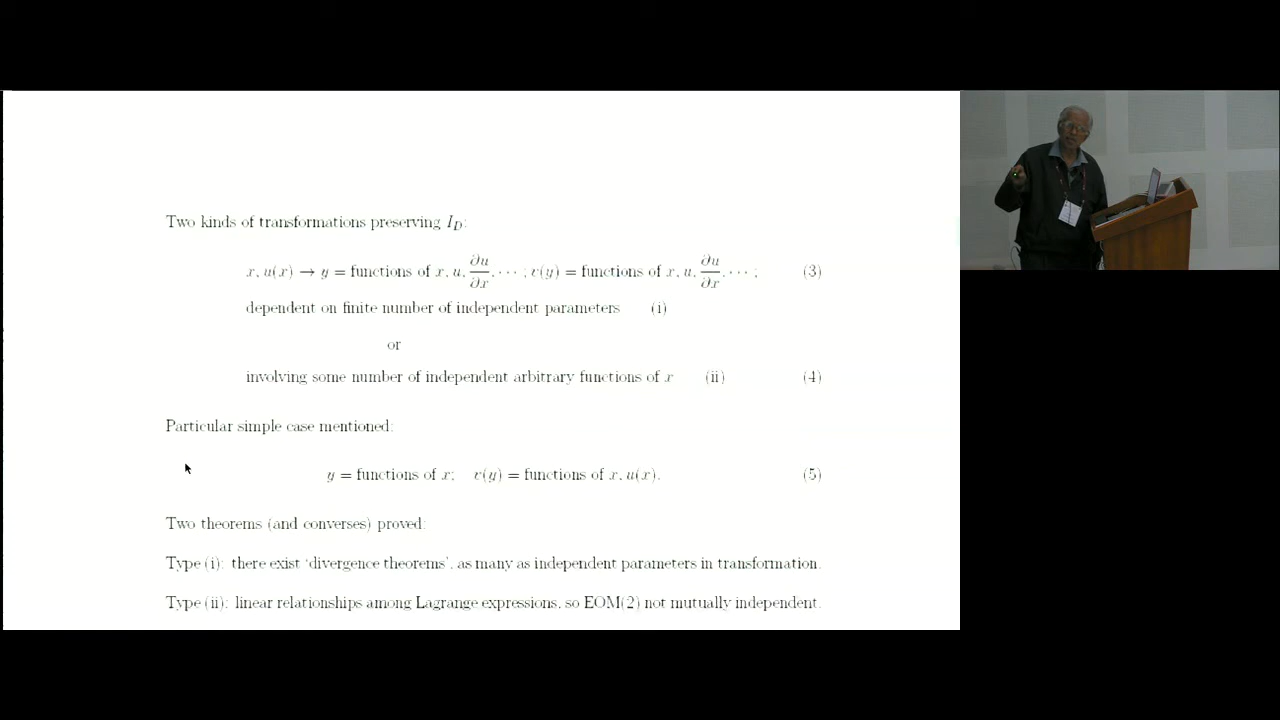 Two kinds of transformations preserving I_D:
x, u(x) → y = functions of x, u, ∂u/∂x, ··· ; v(y) = functions of x, u, ∂u/∂x, ··· ; (3)
dependent on finite number of independent parameters (i)
or
involving some number of independent arbitrary functions of x (ii) (4)
Particular simple case mentioned:
y = functions of x; v(y) = functions of x, u(x). (5)
Two theorems (and converses) proved:
Type (i): there exist 'divergence theorems', as many as independent parameters in transformation.
Type (ii): linear relationships among Lagrange expressions, so EOM(2) not mutually independent.